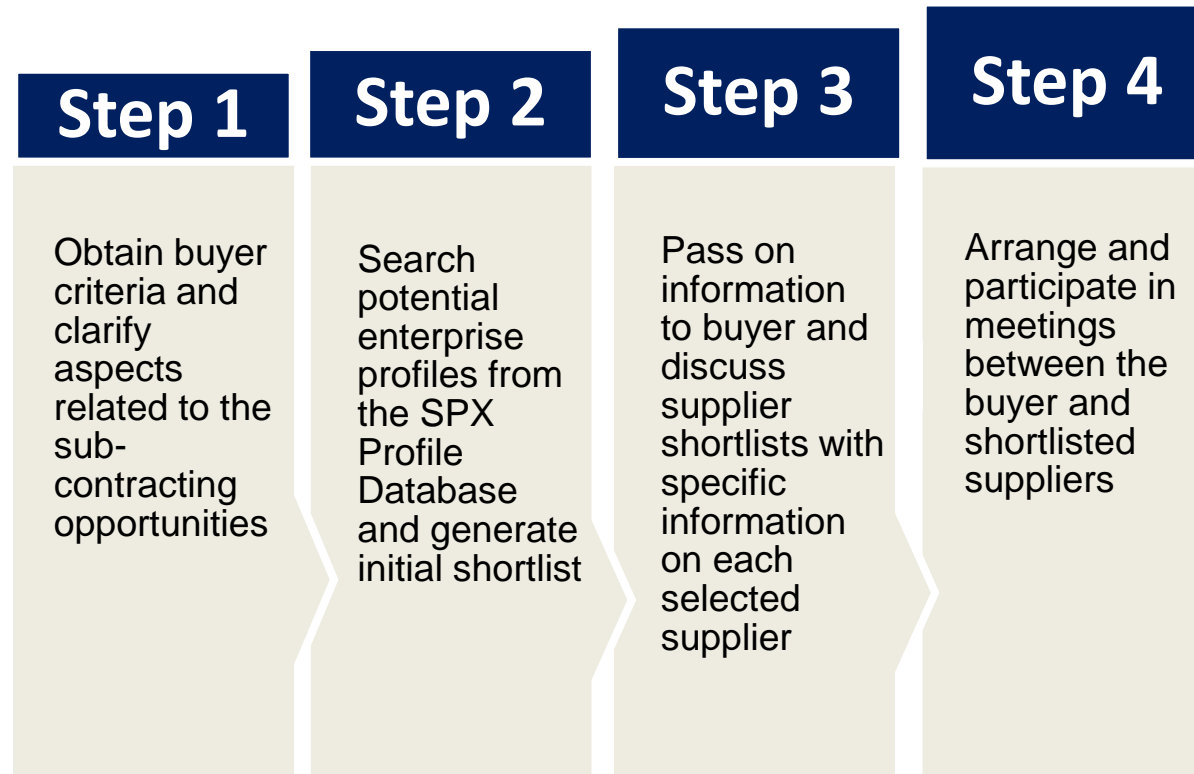 Step 1
Obtain buyer
criteria and
clarify
aspects
related to the
sub-
contracting
opportunities
Step 2
Search
potential
enterprise
profiles from
the SPX
Profile
Database
and generate
initial shortlist
Step 3
Pass on
information
to buyer and
discuss
supplier
shortlists with
specific
information
on each
selected
supplier
Step 4
Arrange and
participate in
meetings
between the
buyer and
shortlisted
suppliers